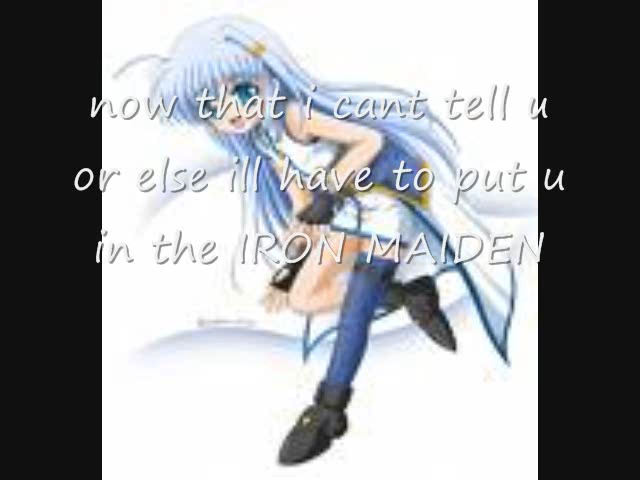 now that i cant tell u
or else ill have to put u
in the IRON MAIDEN